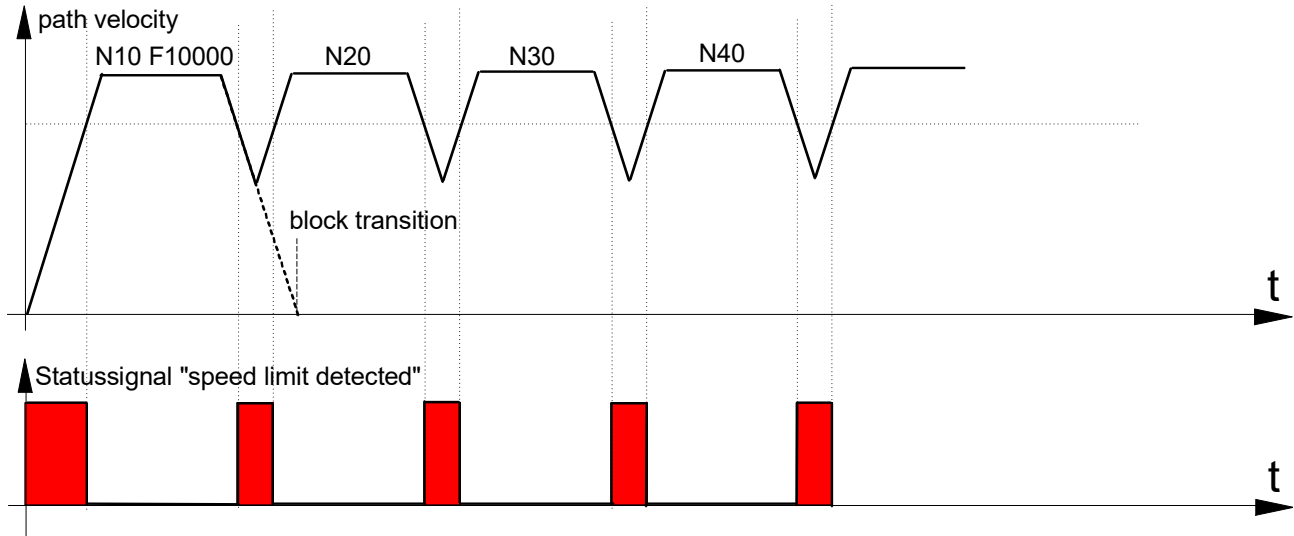 path velocity
N10 F10000
N20
N30
N40
block transition
t
Statussignal "speed limit detected"
t